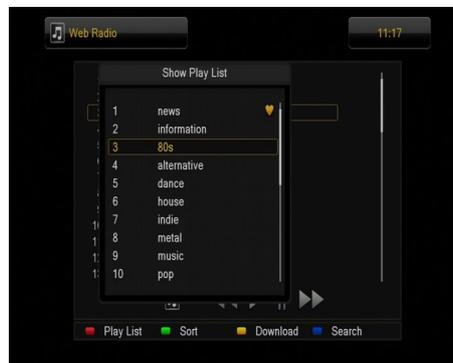 Web Radio 11:17
Show Play List
1 news
2 information
3 80s
4 alternative
5 dance
6 house
7 indie
8 metal
9 music
10 pop
Play List Sort Download Search